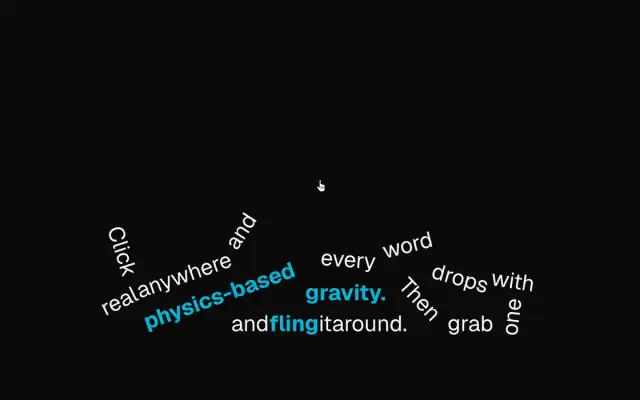 Click
anywhere
and
every
word
drops
with
real
physics-based
gravity.
Then
grab
one
and
fling
it
around.